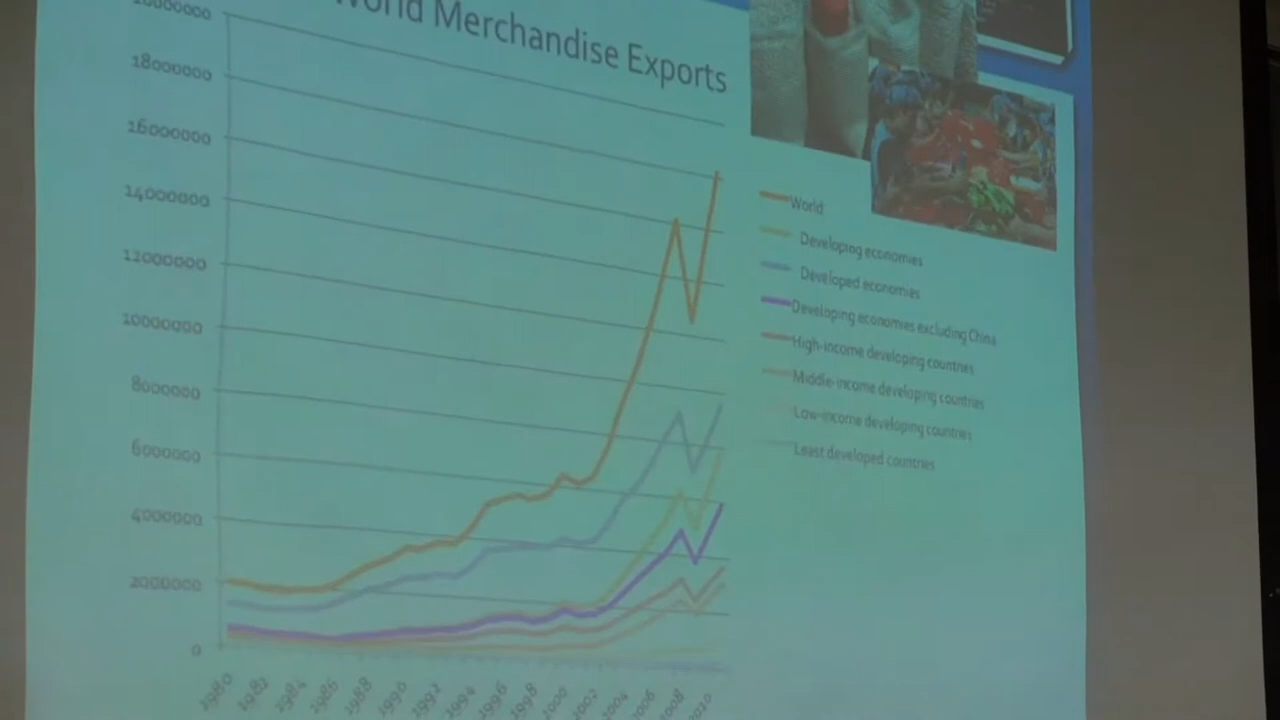 World Merchandise Exports
20000000
18000000
16000000
14000000
12000000
10000000
8000000
6000000
4000000
2000000
0
1980 1982 1984 1986 1988 1990 1992 1994 1996 1998 2000 2002 2004 2006 2008 2010
World
Developing economies
Developed economies
Developing economies excluding China
High-income developing countries
Middle-income developing countries
Low-income developing countries
Least developed countries